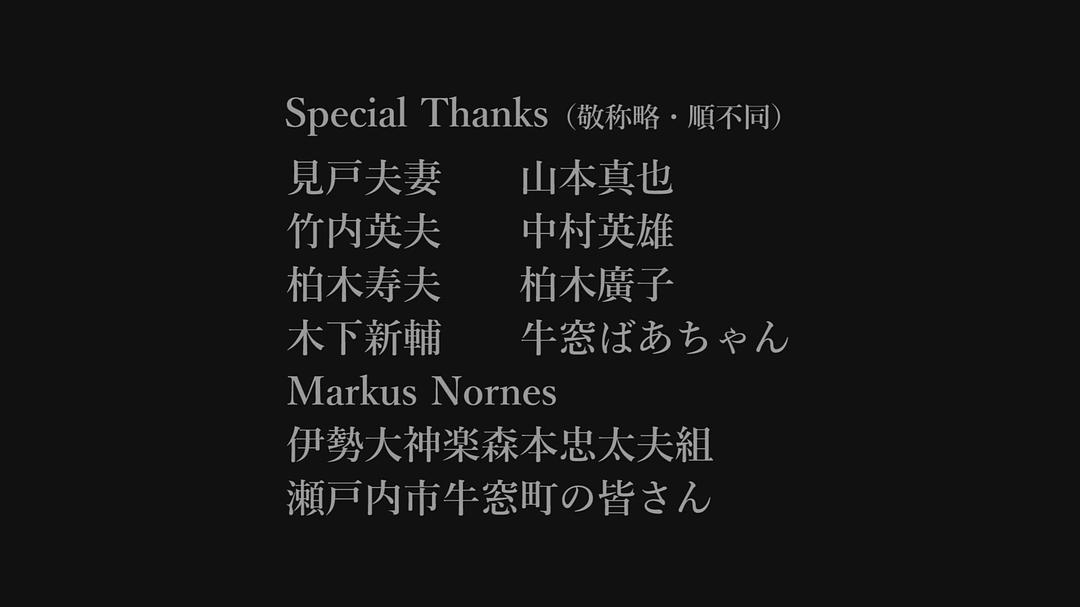 Special Thanks（敬称略・順不同）
見戸夫妻　　山本真也
竹内英夫　　中村英雄
柏木寿夫　　柏木廣子
木下新輔　　牛窓ばあちゃん
Markus Nornes
伊勢大神楽森本忠太夫組
瀬戸内市牛窓町の皆さん